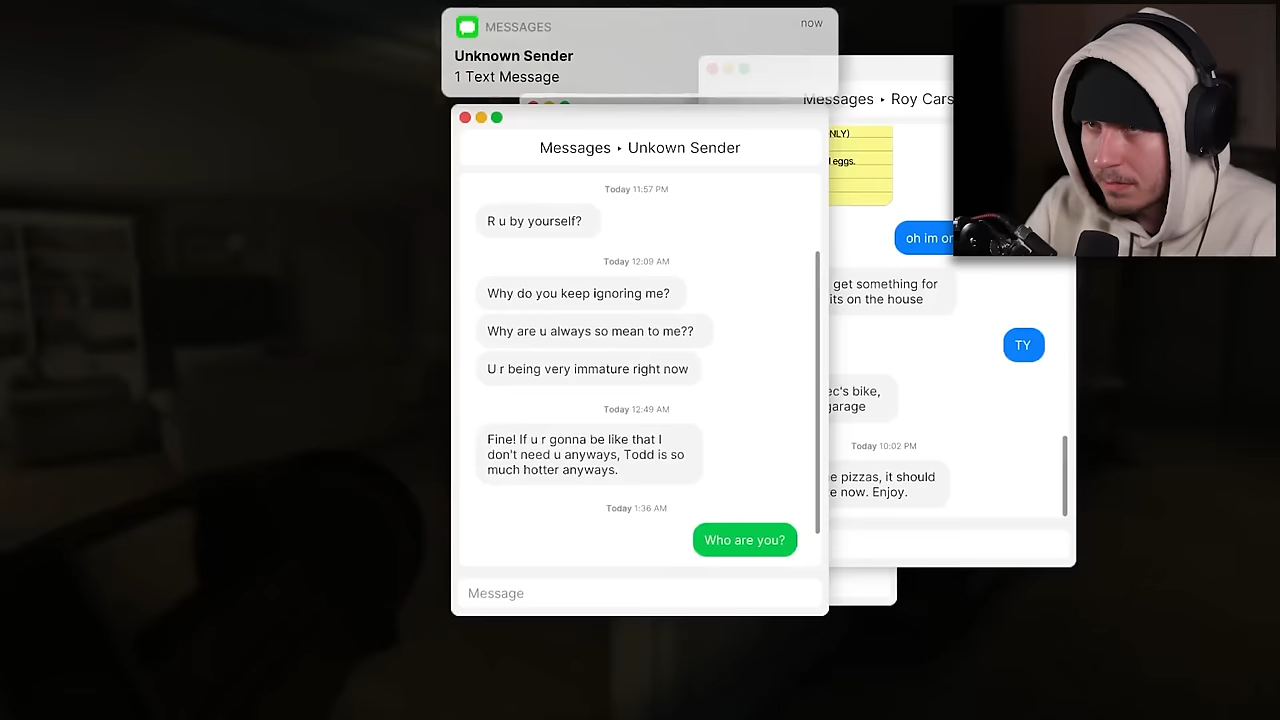 MESSAGES
now
Unknown Sender
1 Text Message
Messages ▸ Unkown Sender
Today 11:57 PM
R u by yourself?
Today 12:09 AM
Why do you keep ignoring me?
Why are u always so mean to me??
U r being very immature right now
Today 12:49 AM
Fine! If u r gonna be like that I
don't need u anyways, Todd is so
much hotter anyways.
Today 1:36 AM
Who are you?
Message
Messages ▸ Roy Cars
NLY)
eggs.
oh im or
get something for
its on the house
TY
ec's bike,
garage
Today 10:02 PM
e pizzas, it should
e now. Enjoy.